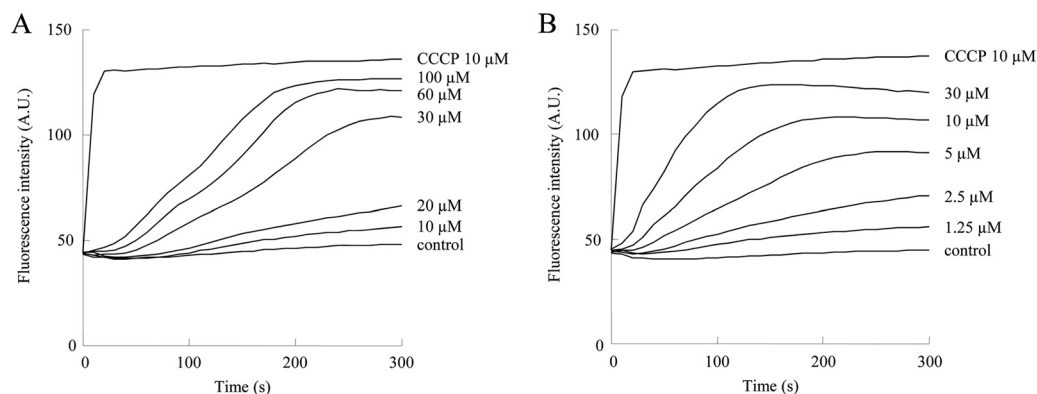 A
Fluorescence intensity (A.U.)
150
100
50
0
0
100
200
300
Time (s)
CCCP 10 µM
100 µM
60 µM
30 µM
20 µM
10 µM
control
B
Fluorescence intensity (A.U.)
150
100
50
0
0
100
200
300
Time (s)
CCCP 10 µM
30 µM
10 µM
5 µM
2.5 µM
1.25 µM
control